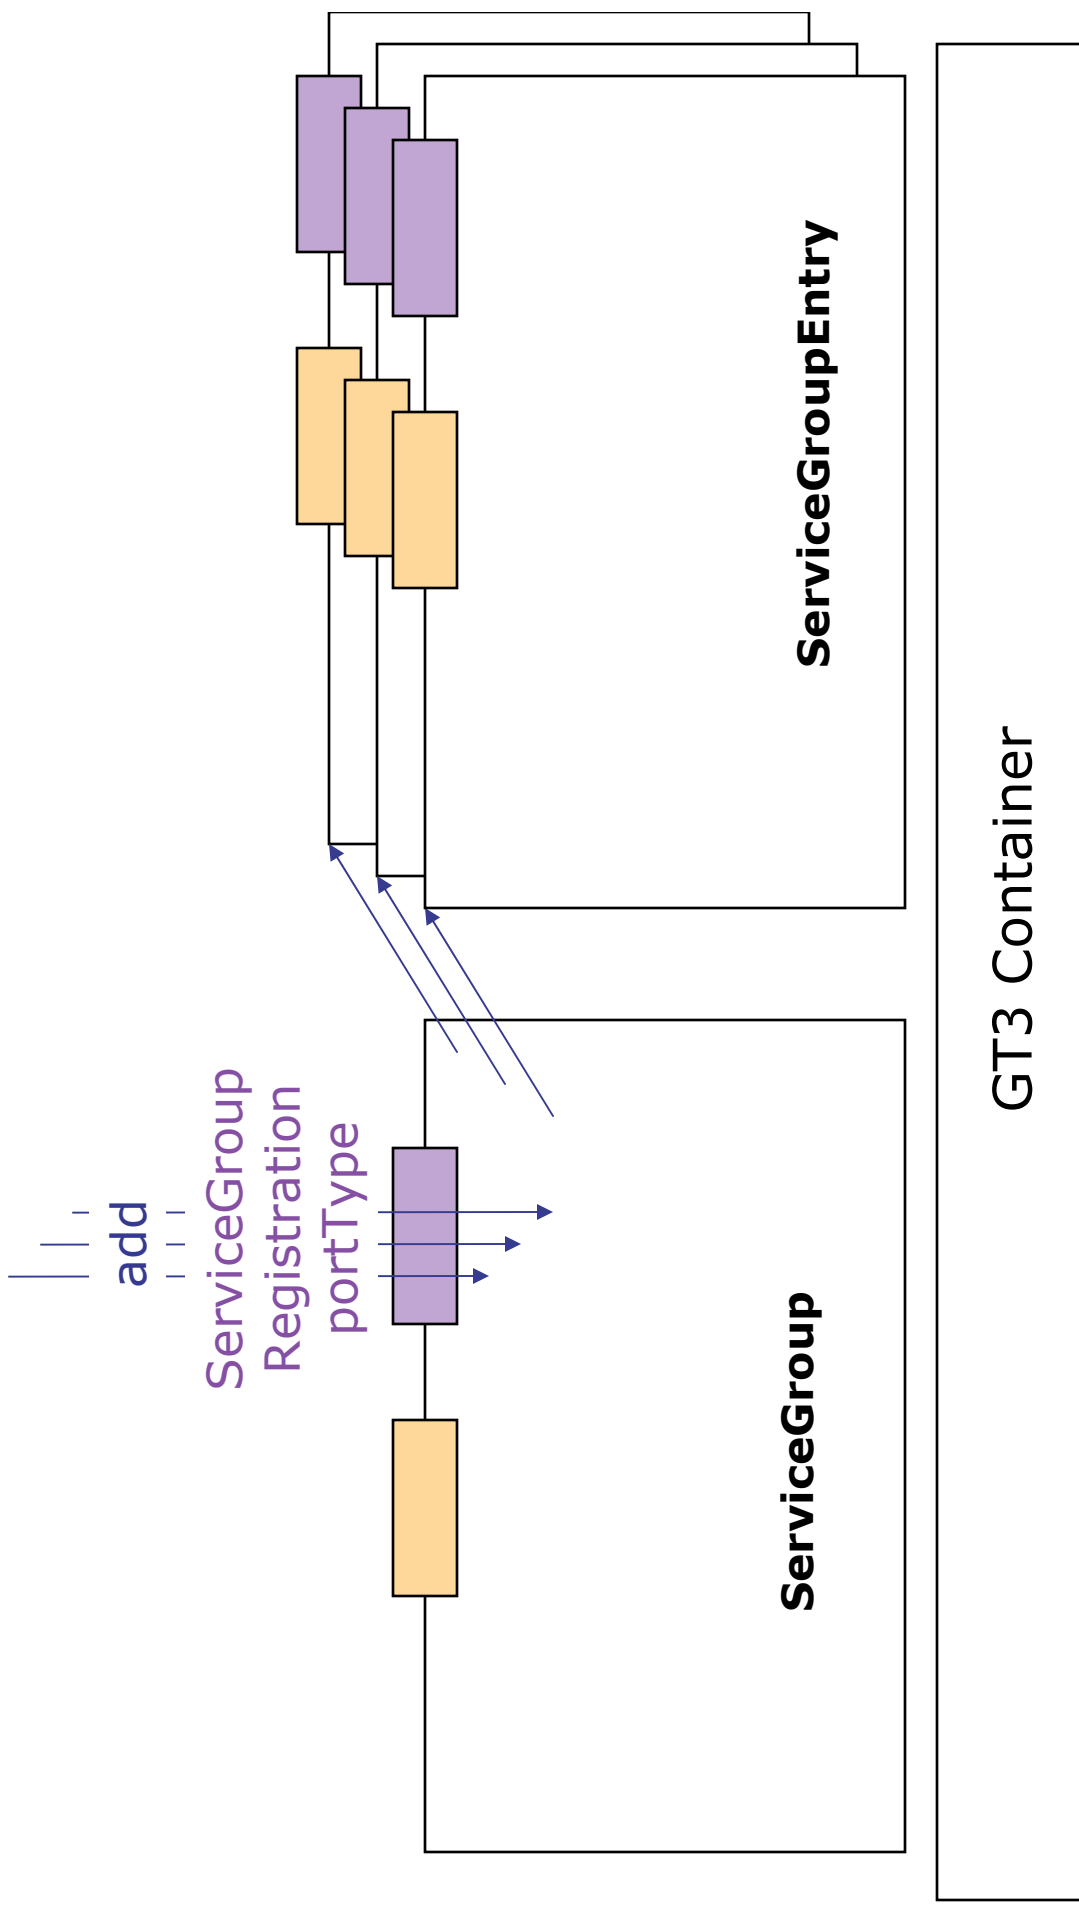 add
ServiceGroup
Registration
portType
ServiceGroup
ServiceGroupEntry
GT3 Container